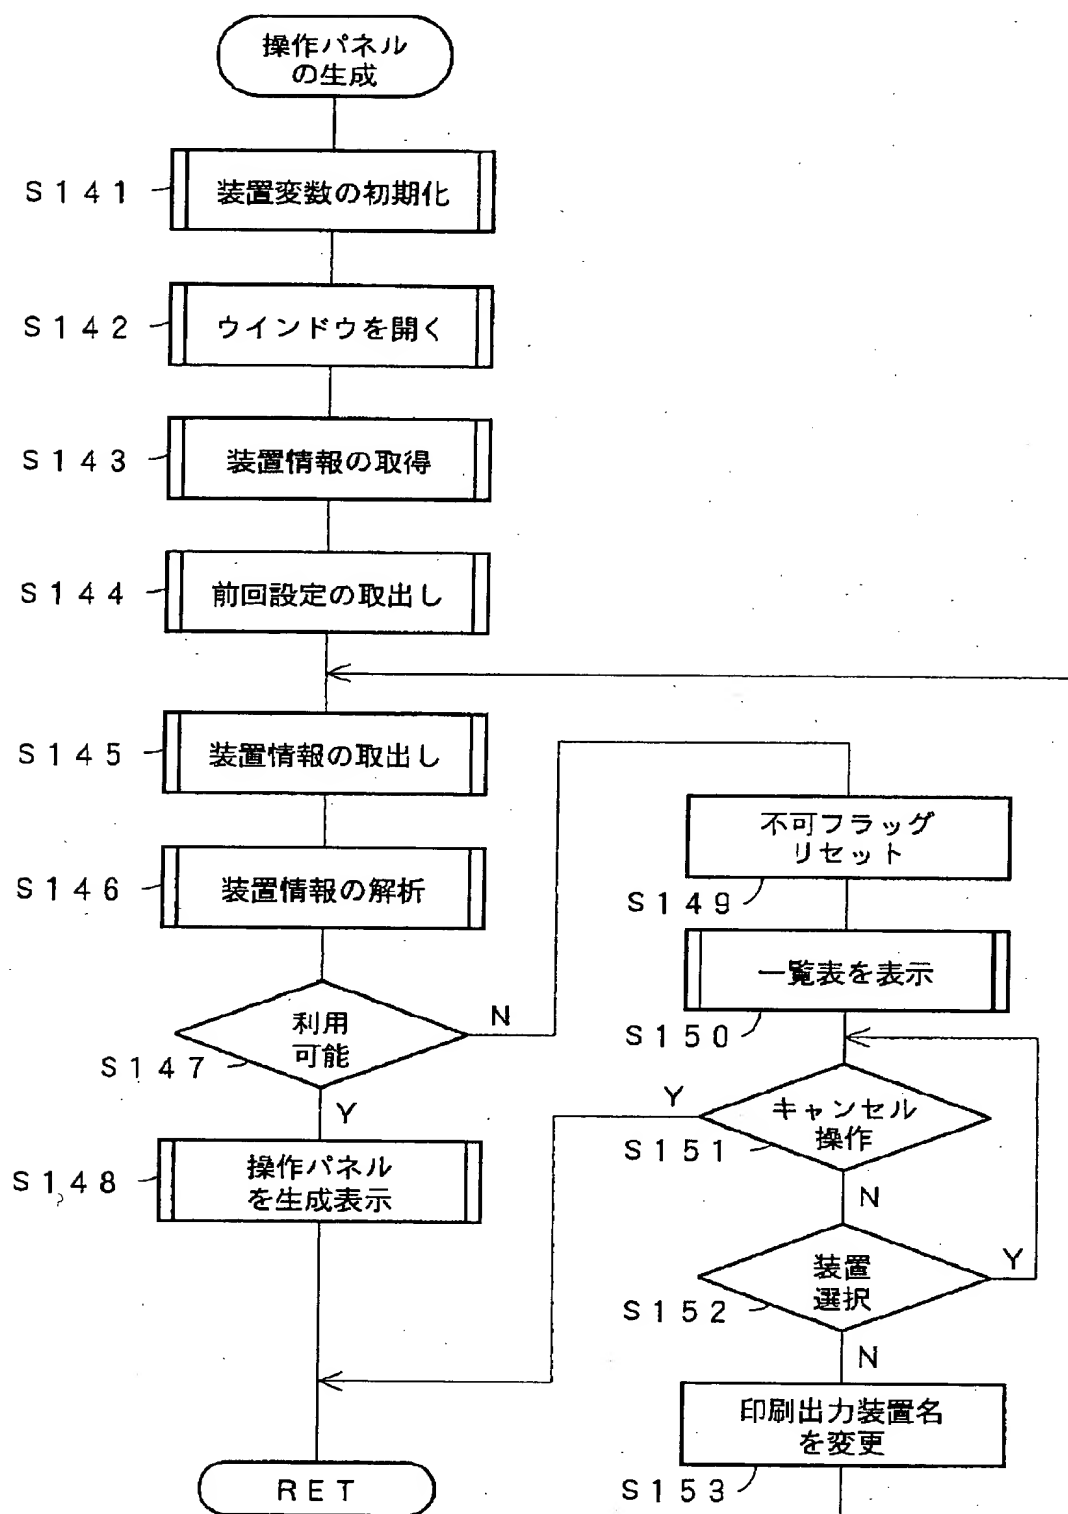 操作パネル
の生成
S141
装置変数の初期化
S142
ウインドウを開く
S143
装置情報の取得
S144
前回設定の取出し
S145
装置情報の取出し
S146
装置情報の解析
S147
利用
可能
N
Y
S148
操作パネル
を生成表示
RET
不可フラッグ
リセット
S149
一覧表を表示
S150
Y
キャンセル
操作
S151
N
装置
選択
Y
S152
N
印刷出力装置名
を変更
S153